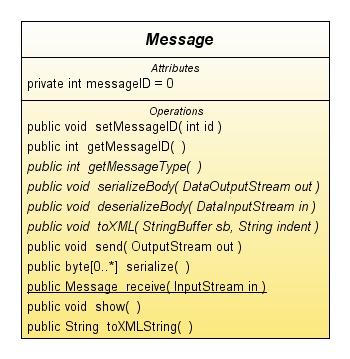 Message
Attributes
private int messageID = 0
Operations
public void setMessageID( int id )
public int getMessageID( )
public int getMessageType( )
public void serializeBody( DataOutputStream out )
public void deserializeBody( DataInputStream in )
public void toXML( StringBuffer sb, String indent )
public void send( OutputStream out )
public byte[0..*] serialize( )
public Message receive( InputStream in )
public void show( )
public String toXMLString( )